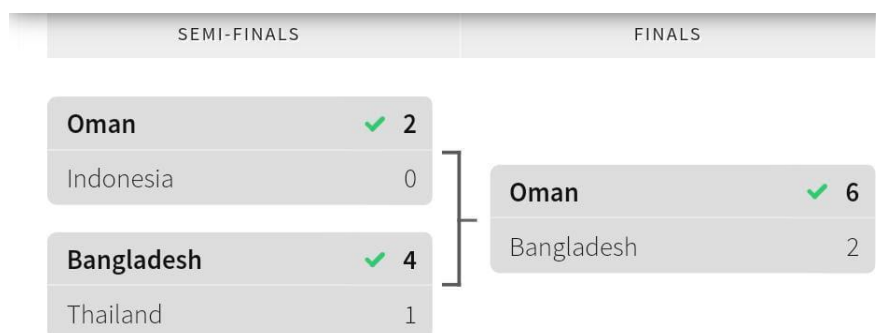 SEMI-FINALS FINALS
Oman 2
Indonesia 0
Bangladesh 4
Thailand 1
Oman 6
Bangladesh 2